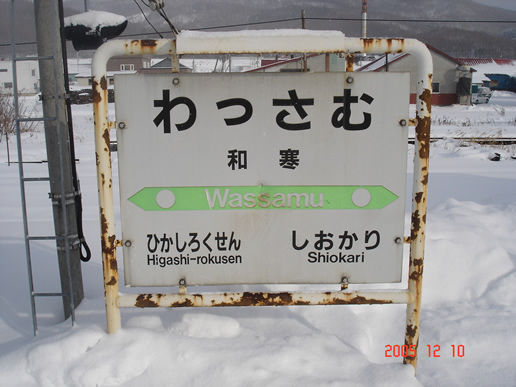 わっさむ
和寒
Wassamu
ひがしろくせん しおかり
Higashi-rokusen Shiokari
2005 12 10